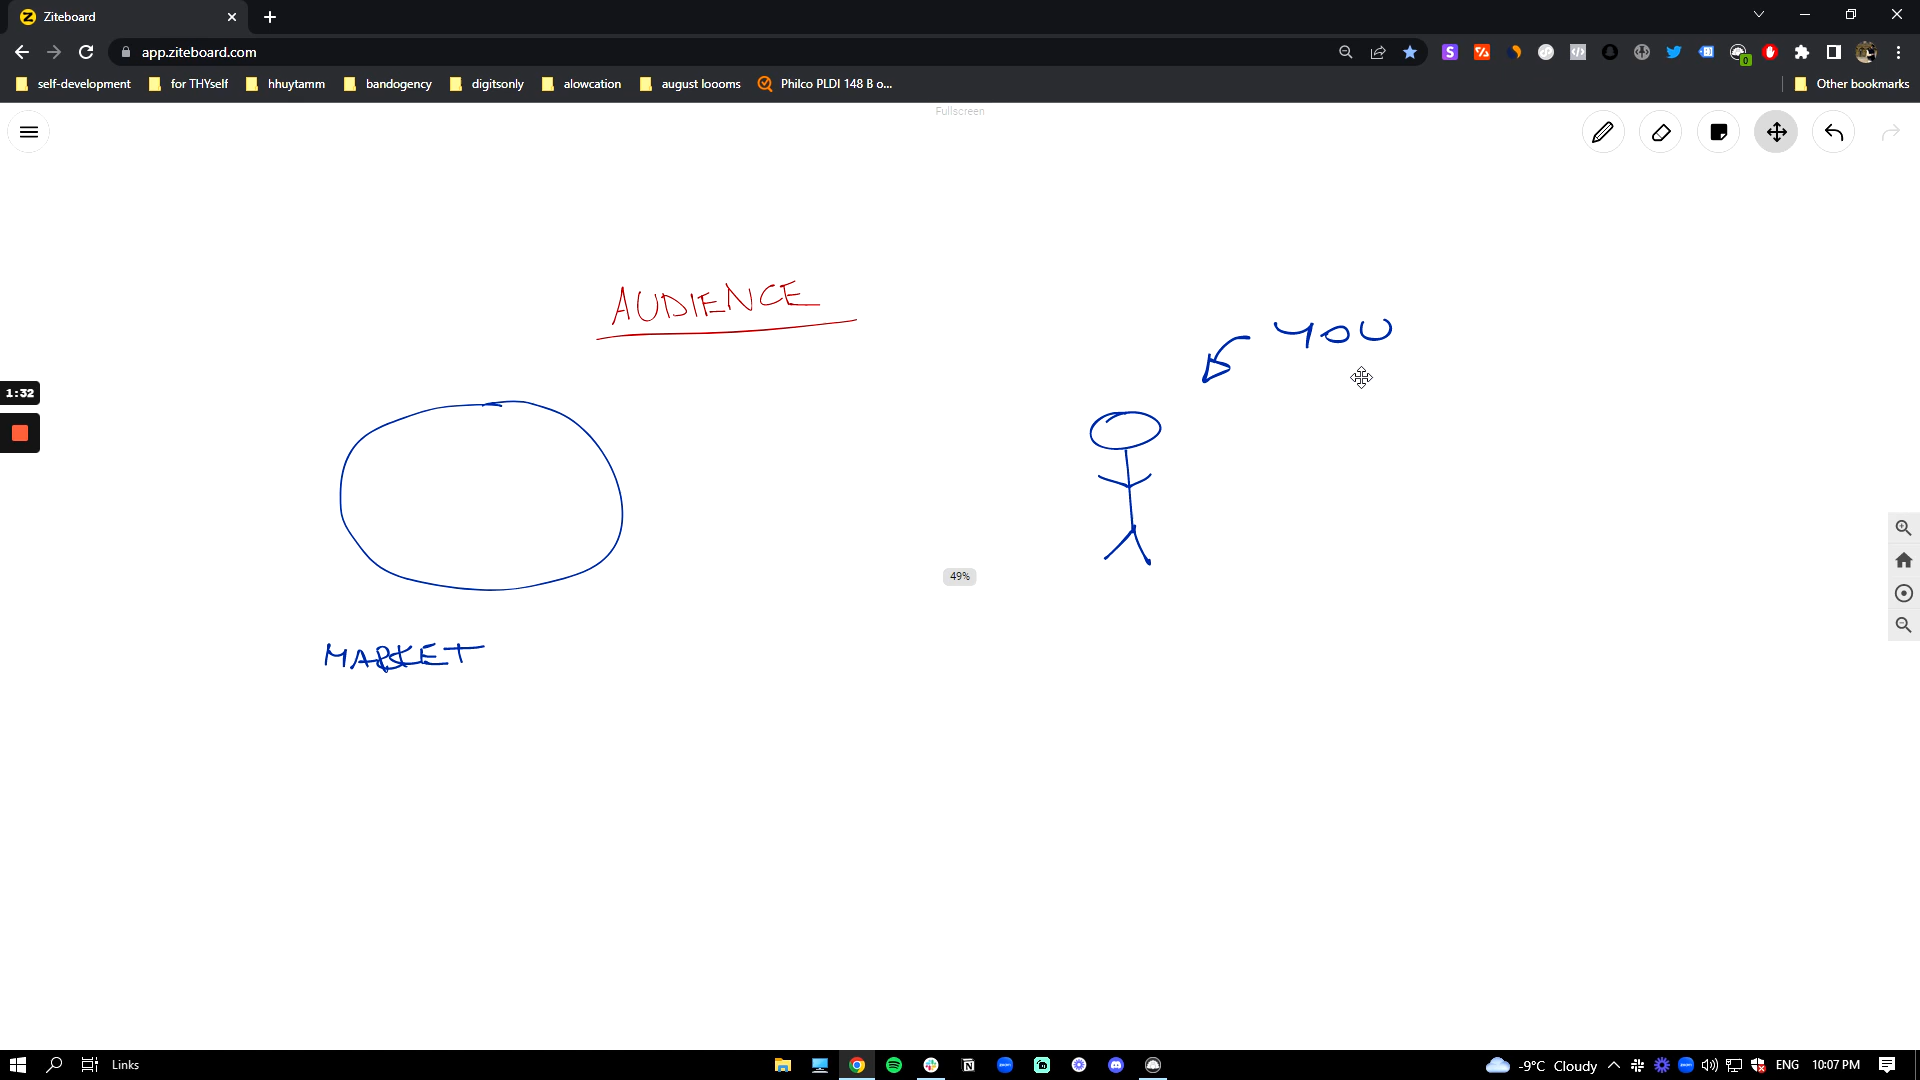 Ziteboard
app.ziteboard.com
0
self-development for THYself hhuytamm bandogency digitsonly alowcation august loooms Philco PLDI 148 B o... Other bookmarks
Fullscreen
AUDIENCE
YOU
1:32
49%
MARKET
Links -9°C Cloudy ENG 10:07 PM